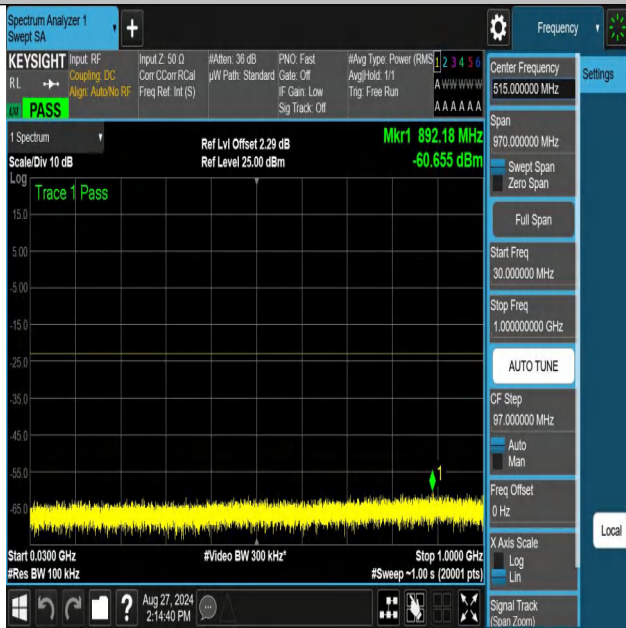 Spectrum Analyzer 1
Swept SA
+
Frequency
KEYSIGHT
RL
PASS
Input: RF
Coupling: DC
Align: Auto/No RF
Input Z: 50 Ω
Corr CCorr RCal
Freq Ref: Int (S)
#Atten: 36 dB
µW Path: Standard
PNO: Fast
Gate: Off
IF Gain: Low
Sig Track: Off
#Avg Type: Power (RMS
Avg|Hold: 1/1
Trig: Free Run
1 2 3 4 5 6
A W W W W W
A A A A A A
1 Spectrum
Scale/Div 10 dB
Ref Lvl Offset 2.29 dB
Ref Level 25.00 dBm
Mkr1 892.18 MHz
-60.655 dBm
Log
Trace 1 Pass
15.0
5.00
-5.00
-15.0
-25.0
-35.0
-45.0
-55.0
-65.0
1
Start 0.0300 GHz
#Video BW 300 kHz*
Stop 1.0000 GHz
#Res BW 100 kHz
#Sweep ~1.00 s (20001 pts)
Center Frequency
515.000000 MHz
Settings
Span
970.000000 MHz
Swept Span
Zero Span
Full Span
Start Freq
30.000000 MHz
Stop Freq
1.000000000 GHz
AUTO TUNE
CF Step
97.000000 MHz
Auto
Man
Freq Offset
0 Hz
X Axis Scale
Log
Lin
Local
Signal Track
(Span Zoom)
?
Aug 27, 2024
2:14:40 PM